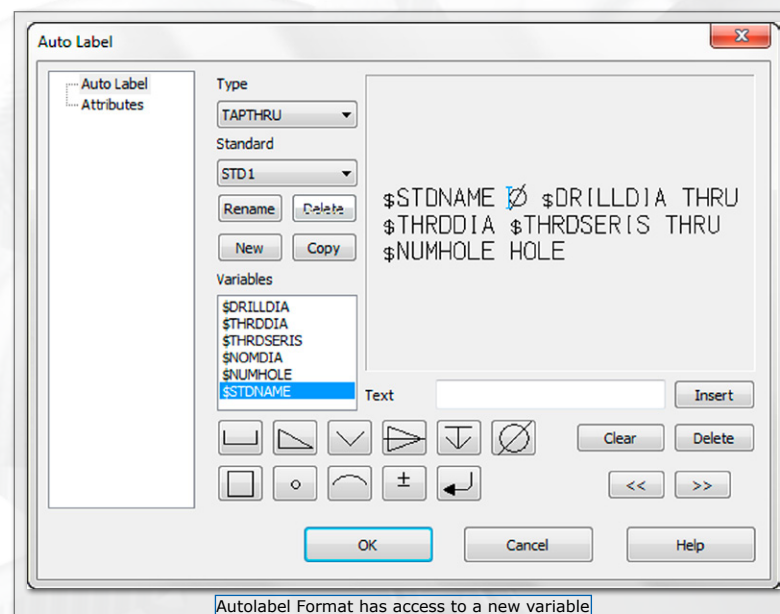 Auto Label
Auto Label
Attributes
Type
TAPTHRU
Standard
STD1
Rename Delete
New Copy
Variables
$DRILLDIA
$THRDDIA
$THRDSERIS
$NOMDIA
$NUMHOLE
$STDNAME
$STDNAME Ø $DRILLDIA THRU
$THRDDIA $THRDSERIS THRU
$NUMHOLE HOLE
Text Insert
Clear Delete
±
<< >>
OK Cancel Help
Autolabel Format has access to a new variable